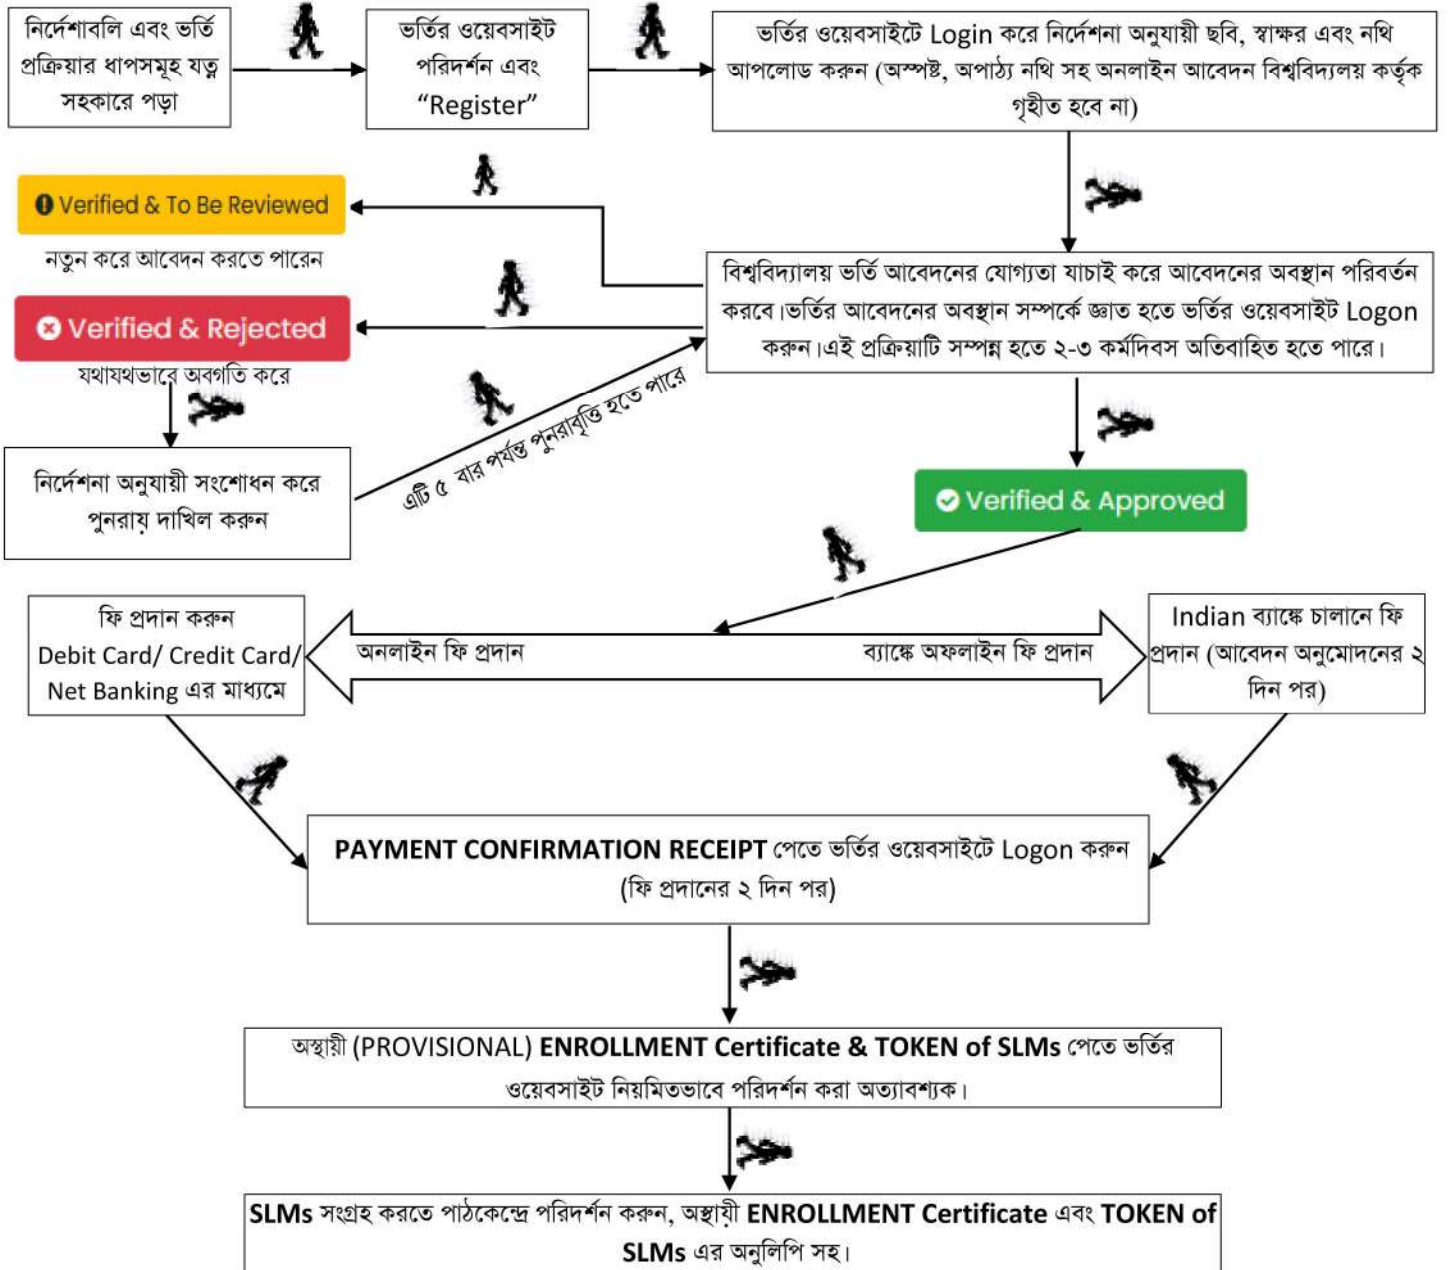 নির্দেশাবলি এবং ভর্তি
প্রক্রিয়ার ধাপসমূহ যত্ন
সহকারে পড়া
ভর্তির ওয়েবসাইট
পরিদর্শন এবং
“Register”
ভর্তির ওয়েবসাইটে Login করে নির্দেশনা অনুযায়ী ছবি, স্বাক্ষর এবং নথি
আপলোড করুন (অস্পষ্ট, অপাঠ্য নথি সহ অনলাইন আবেদন বিশ্ববিদ্যলয় কর্তৃক
গৃহীত হবে না)
Verified & To Be Reviewed
নতুন করে আবেদন করতে পারেন
বিশ্ববিদ্যালয় ভর্তি আবেদনের যোগ্যতা যাচাই করে আবেদনের অবস্থান পরিবর্তন
করবে।ভর্তির আবেদনের অবস্থান সম্পর্কে জ্ঞাত হতে ভর্তির ওয়েবসাইট Logon
করুন।এই প্রক্রিয়াটি সম্পন্ন হতে ২-৩ কর্মদিবস অতিবাহিত হতে পারে।
Verified & Rejected
যথাযথভাবে অবগতি করে
এটি ৫ বার পর্যন্ত পুনরাবৃত্তি হতে পারে
নির্দেশনা অনুযায়ী সংশোধন করে
পুনরায় দাখিল করুন
Verified & Approved
ফি প্রদান করুন
Debit Card/ Credit Card/
Net Banking এর মাধ্যমে
অনলাইন ফি প্রদান
ব্যাঙ্কে অফলাইন ফি প্রদান
Indian ব্যাঙ্কে চালানে ফি
প্রদান (আবেদন অনুমোদনের ২
দিন পর)
PAYMENT CONFIRMATION RECEIPT পেতে ভর্তির ওয়েবসাইটে Logon করুন
(ফি প্রদানের ২ দিন পর)
অস্থায়ী (PROVISIONAL) ENROLLMENT Certificate & TOKEN of SLMs পেতে ভর্তির
ওয়েবসাইট নিয়মিতভাবে পরিদর্শন করা অত্যাবশ্যক।
SLMs সংগ্রহ করতে পাঠকেন্দ্রে পরিদর্শন করুন, অস্থায়ী ENROLLMENT Certificate এবং TOKEN of
SLMs এর অনুলিপি সহ।